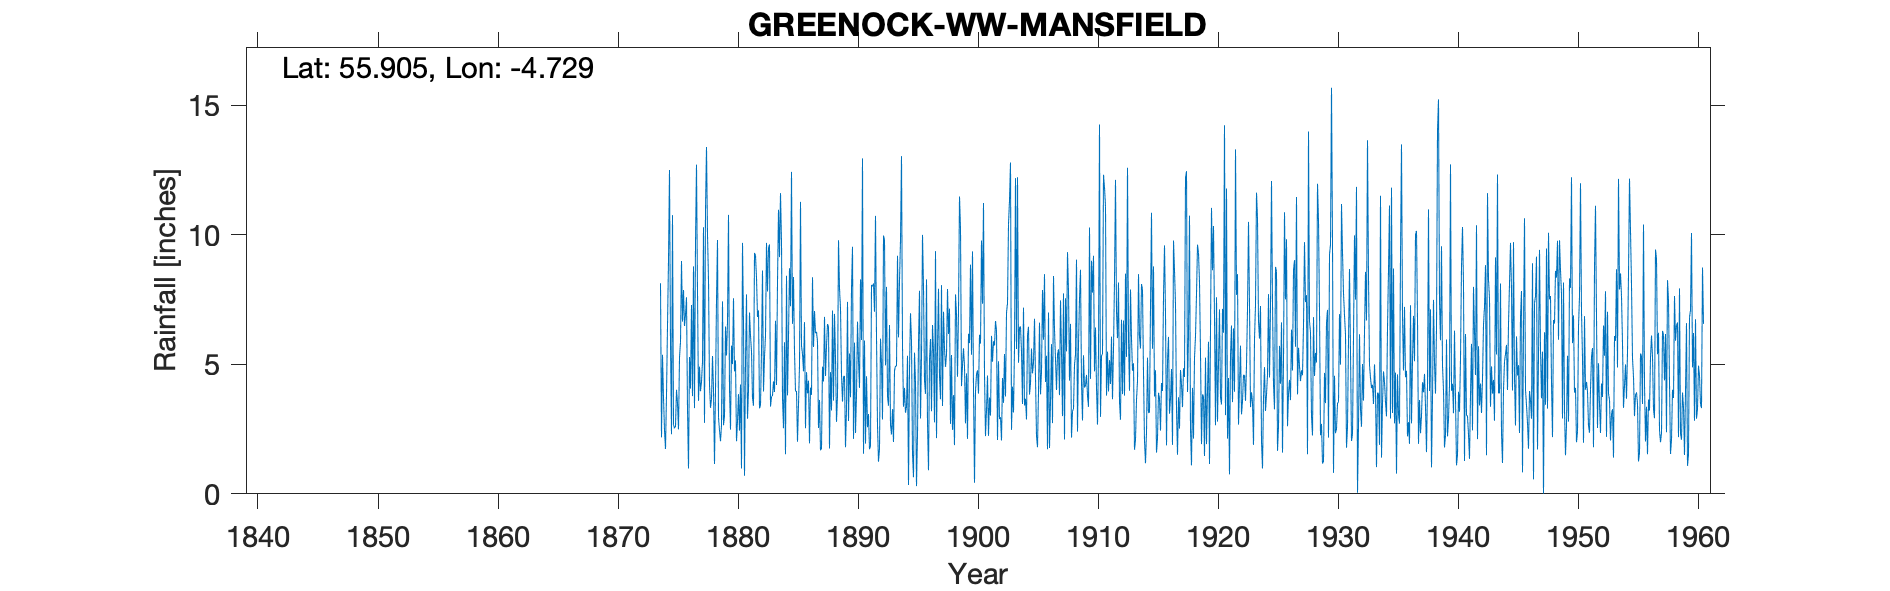 GREENOCK-WW-MANSFIELD
Lat: 55.905, Lon: -4.729
15
10
5
0
Rainfall [inches]
1840 1850 1860 1870 1880 1890 1900 1910 1920 1930 1940 1950 1960
Year